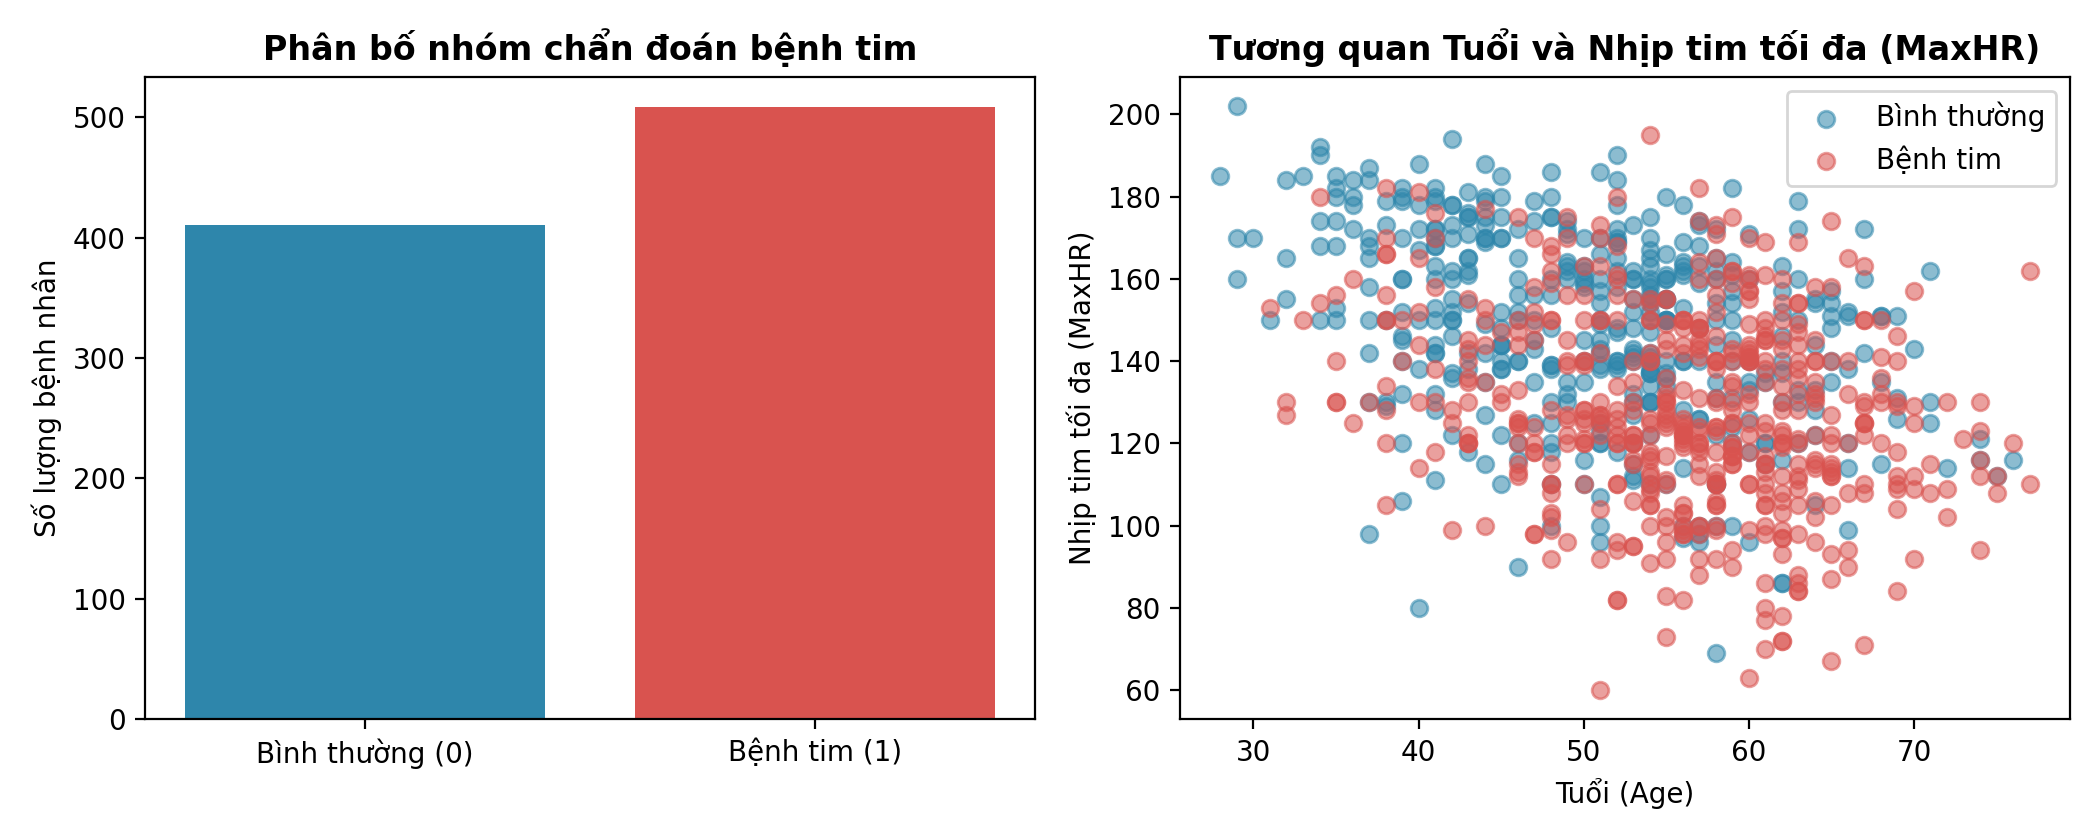 Phân bố nhóm chẩn đoán bệnh tim
Số lượng bệnh nhân
500
400
300
200
100
0
Bình thường (0)
Bệnh tim (1)
Tương quan Tuổi và Nhịp tim tối đa (MaxHR)
Nhịp tim tối đa (MaxHR)
200
180
160
140
120
100
80
60
Bình thường
Bệnh tim
30
40
50
60
70
Tuổi (Age)